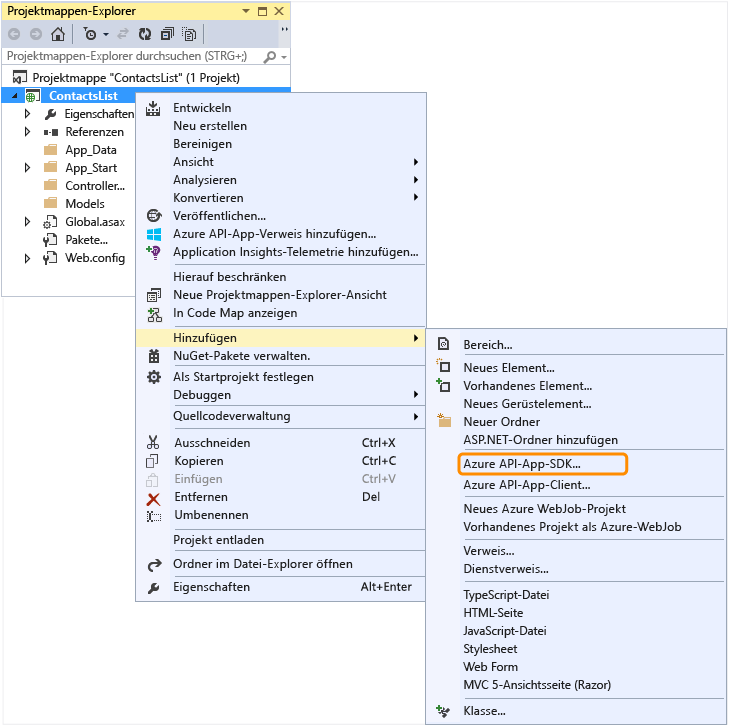 Projektmappen-Explorer
Projektmappen-Explorer durchsuchen (STRG+;)
Projektmappe "ContactsList" (1 Projekt)
ContactsList
Eigenschaften
Referenzen
App_Data
App_Start
Controller...
Models
Global.asax
Pakete...
Web.config
Entwickeln
Neu erstellen
Bereinigen
Ansicht
Analysieren
Konvertieren
Veröffentlichen...
Azure API-App-Verweis hinzufügen...
Application Insights-Telemetrie hinzufügen...
Hierauf beschränken
Neue Projektmappen-Explorer-Ansicht
In Code Map anzeigen
Hinzufügen
NuGet-Pakete verwalten.
Als Startprojekt festlegen
Debuggen
Quellcodeverwaltung
Ausschneiden Ctrl+X
Kopieren Ctrl+C
Einfügen Ctrl+V
Entfernen Del
Umbenennen
Projekt entladen
Ordner im Datei-Explorer öffnen
Eigenschaften Alt+Enter
Bereich...
Neues Element...
Vorhandenes Element...
Neues Gerüstelement...
Neuer Ordner
ASP.NET-Ordner hinzufügen
Azure API-App-SDK...
Azure API-App-Client...
Neues Azure WebJob-Projekt
Vorhandenes Projekt als Azure-WebJob
Verweis...
Dienstverweis...
TypeScript-Datei
HTML-Seite
JavaScript-Datei
Stylesheet
Web Form
MVC 5-Ansichtsseite (Razor)
Klasse...